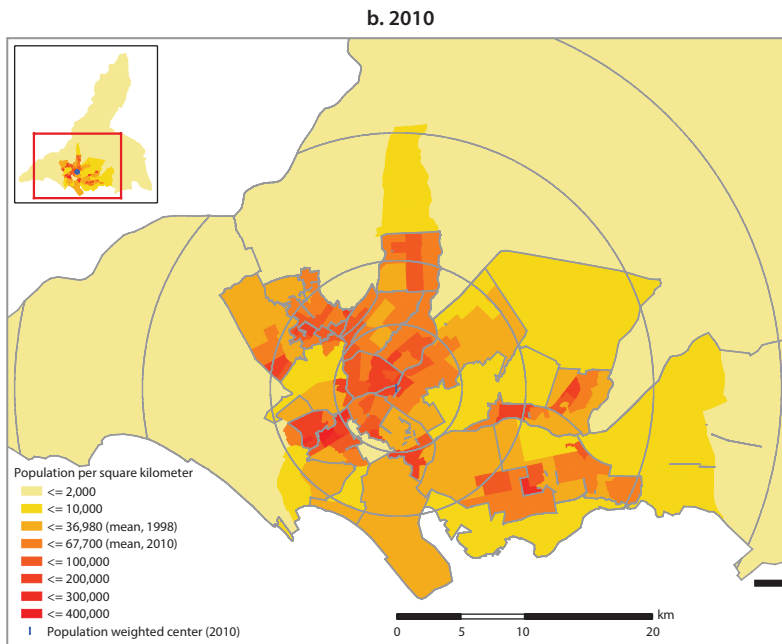 b. 2010
Population per square kilometer
<= 2,000
<= 10,000
<= 36,980 (mean, 1998)
<= 67,700 (mean, 2010)
<= 100,000
<= 200,000
<= 300,000
<= 400,000
Population weighted center (2010)
km
0 5 10 20